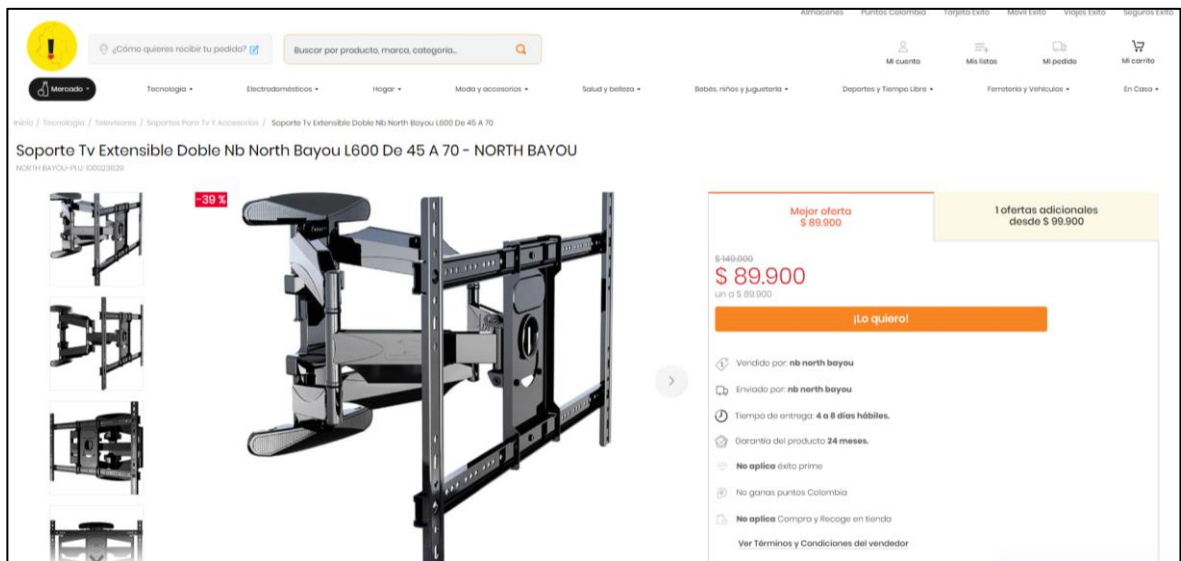 Almacenes Puntos Colombia Tarjeta Éxito Móvil Éxito Viajes Éxito Seguros Éxito
¿Cómo quieres recibir tu pedido?
Buscar por producto, marca, categoría...
Mi cuenta Mis listas Mi pedido Mi carrito
Mercado Tecnología Electrodomésticos Hogar Moda y accesorios Salud y belleza Bebés, niños y juguetería Deportes y Tiempo Libre Ferretería y Vehículos En Casa
Inicio / Tecnología / Televisores / Soportes Para Tv Y Accesorios / Soporte Tv Extensible Doble Nb North Bayou L600 De 45 A 70
Soporte Tv Extensible Doble Nb North Bayou L600 De 45 A 70 - NORTH BAYOU
NORTH BAYOU-PLU: 100023629
-39 %
Mejor oferta
$ 89.900
1 ofertas adicionales
desde $ 99.900
$ 149.000
$ 89.900
un a $ 89.900
¡Lo quiero!
Vendido por: nb north bayou
Enviado por: nb north bayou
Tiempo de entrega: 4 a 8 días hábiles.
Garantía del producto 24 meses.
No aplica éxito prime
No ganas puntos Colombia
No aplica Compra y Recoge en tienda
Ver Términos y Condiciones del vendedor